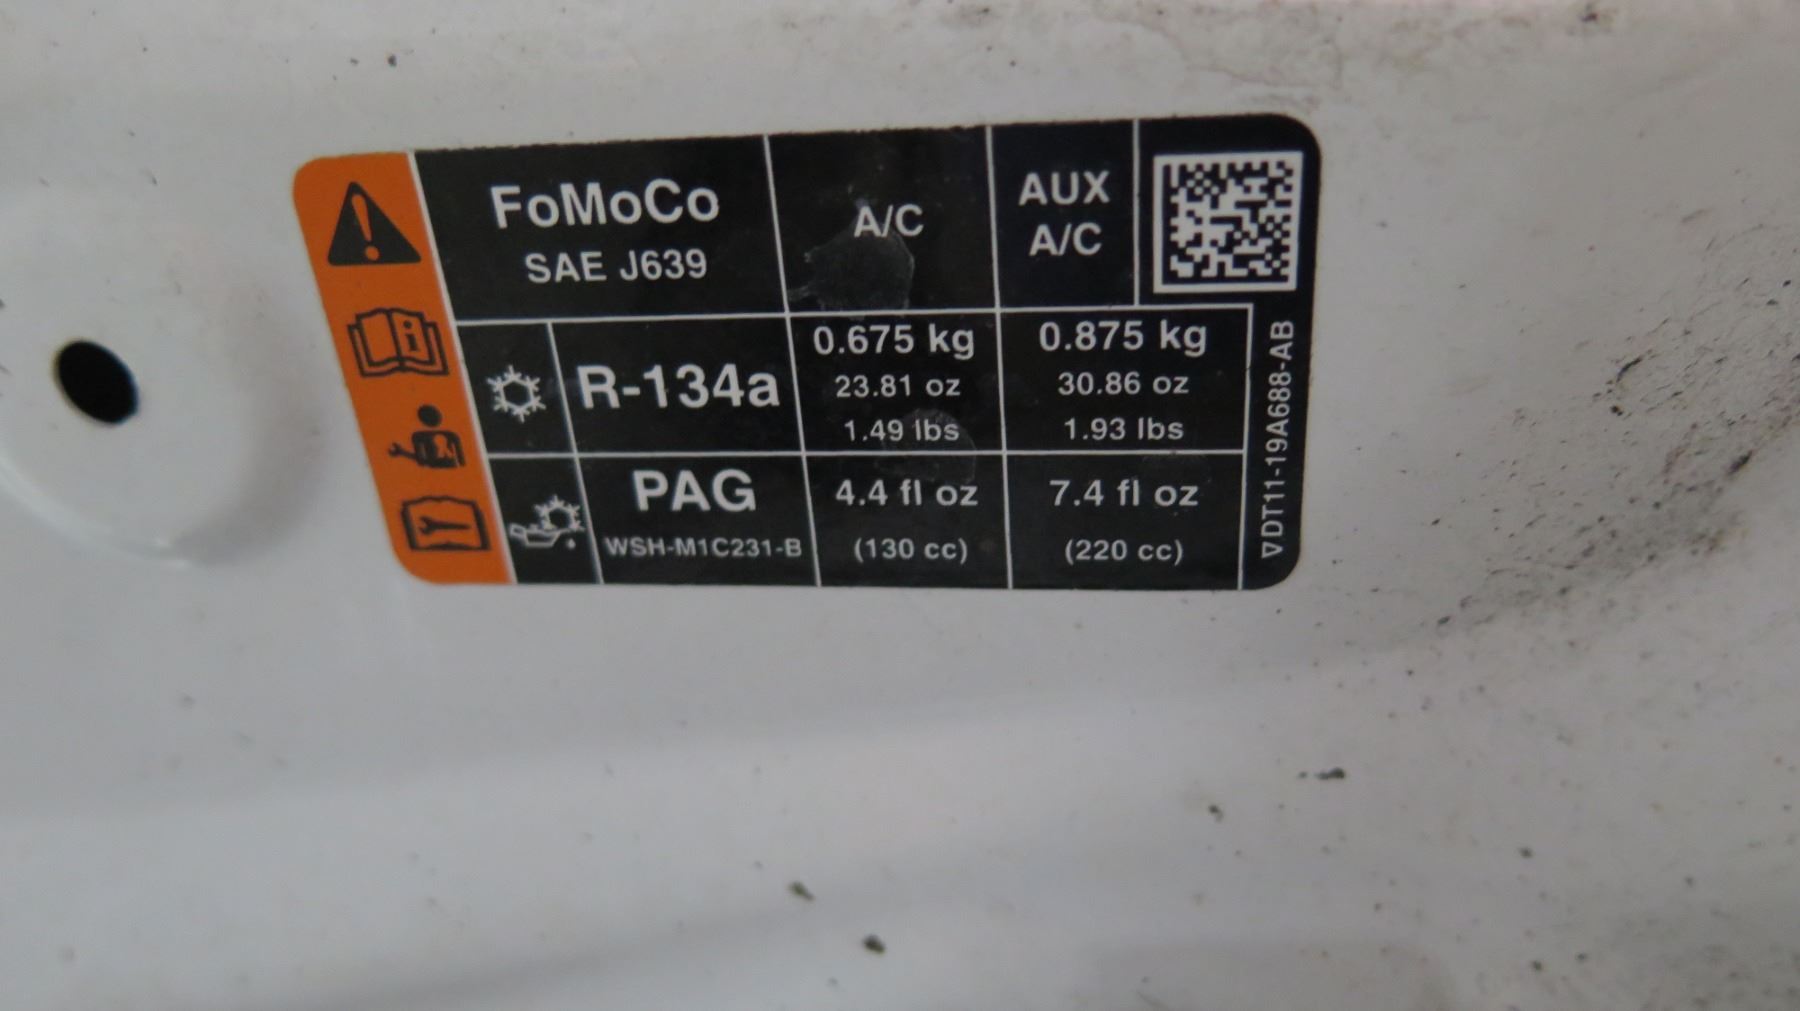 FoMoCo
SAE J639
A/C
AUX
A/C
R-134a
0.675 kg
23.81 oz
1.49 lbs
0.875 kg
30.86 oz
1.93 lbs
PAG
WSH-M1C231-B
4.4 fl oz
(130 cc)
7.4 fl oz
(220 cc)
∇DT11-19A688-AB